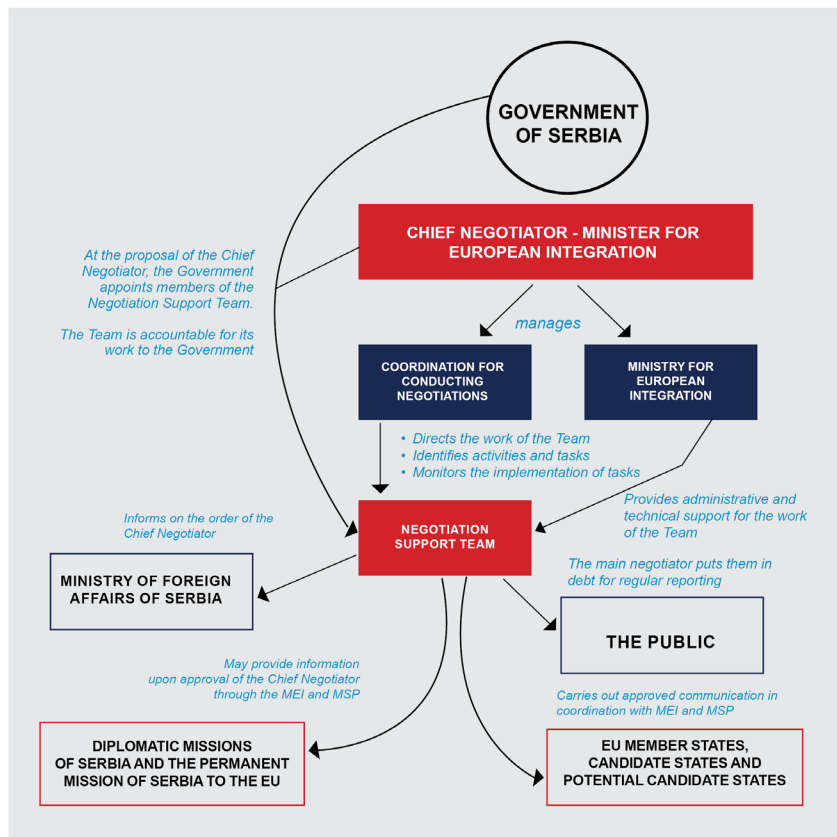 GOVERNMENT
OF SERBIA
CHIEF NEGOTIATOR - MINISTER FOR
EUROPEAN INTEGRATION
At the proposal of the Chief
Negotiator, the Government
appoints members of the
Negotiation Support Team.
The Team is accountable for its
work to the Government
manages
COORDINATION FOR
CONDUCTING
NEGOTIATIONS
MINISTRY FOR
EUROPEAN
INTEGRATION
• Directs the work of the Team
• Identifies activities and tasks
• Monitors the implementation of tasks
Provides administrative and
technical support for the work
of the Team
Informs on the order of the
Chief Negotiator
NEGOTIATION
SUPPORT TEAM
MINISTRY OF FOREIGN
AFFAIRS OF SERBIA
The main negotiator puts them in
debt for regular reporting
THE PUBLIC
May provide information
upon approval of the Chief Negotiator
through the MEI and MSP
Carries out approved communication in
coordination with MEI and MSP
DIPLOMATIC MISSIONS
OF SERBIA AND THE PERMANENT
MISSION OF SERBIA TO THE EU
EU MEMBER STATES,
CANDIDATE STATES AND
POTENTIAL CANDIDATE STATES